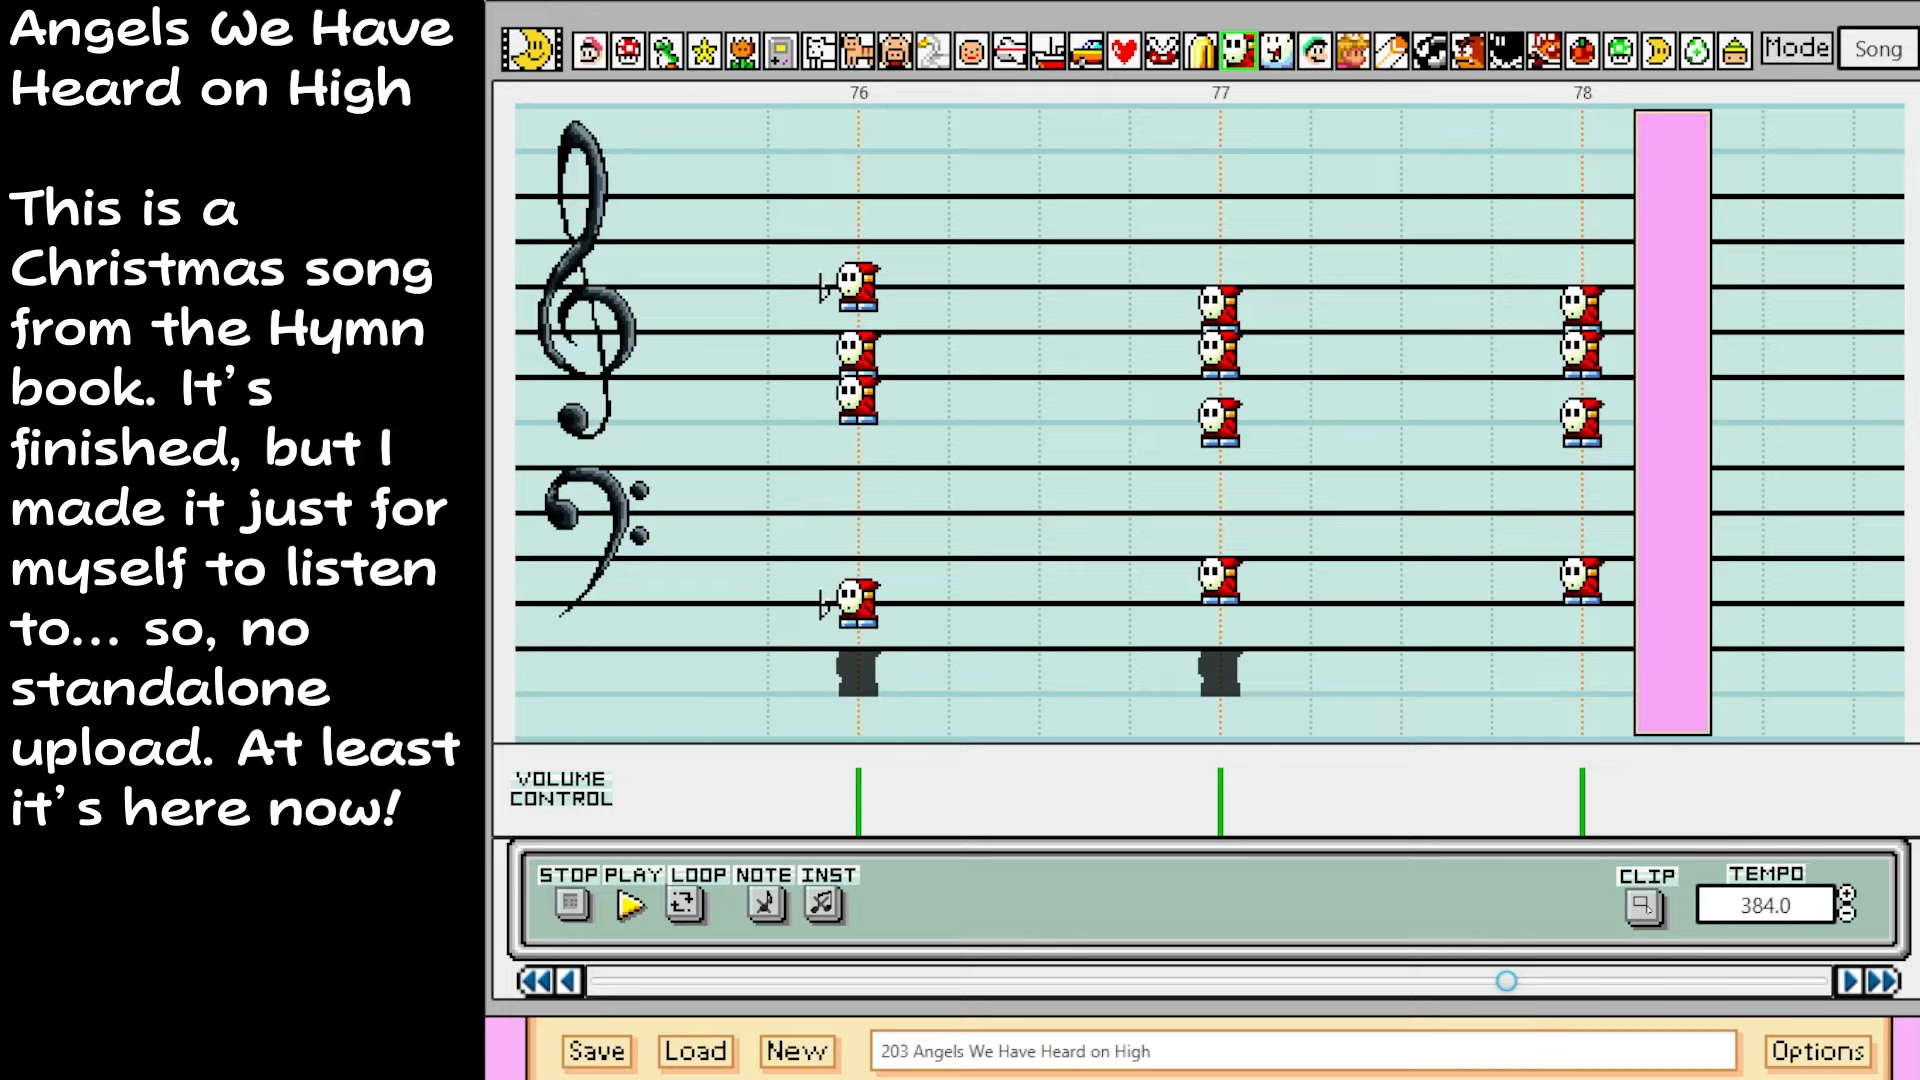 Angels We Have
Heard on High
This is a
Christmas song
from the Hymn
book. It's
finished, but I
made it just for
myself to listen
to... so, no
standalone
upload. At least
it's here now!
Mode Song
76 77 78
VOLUME
CONTROL
STOP PLAY LOOP NOTE INST CLIP TEMPO
384.0
Save Load New 203 Angels We Have Heard on High Options